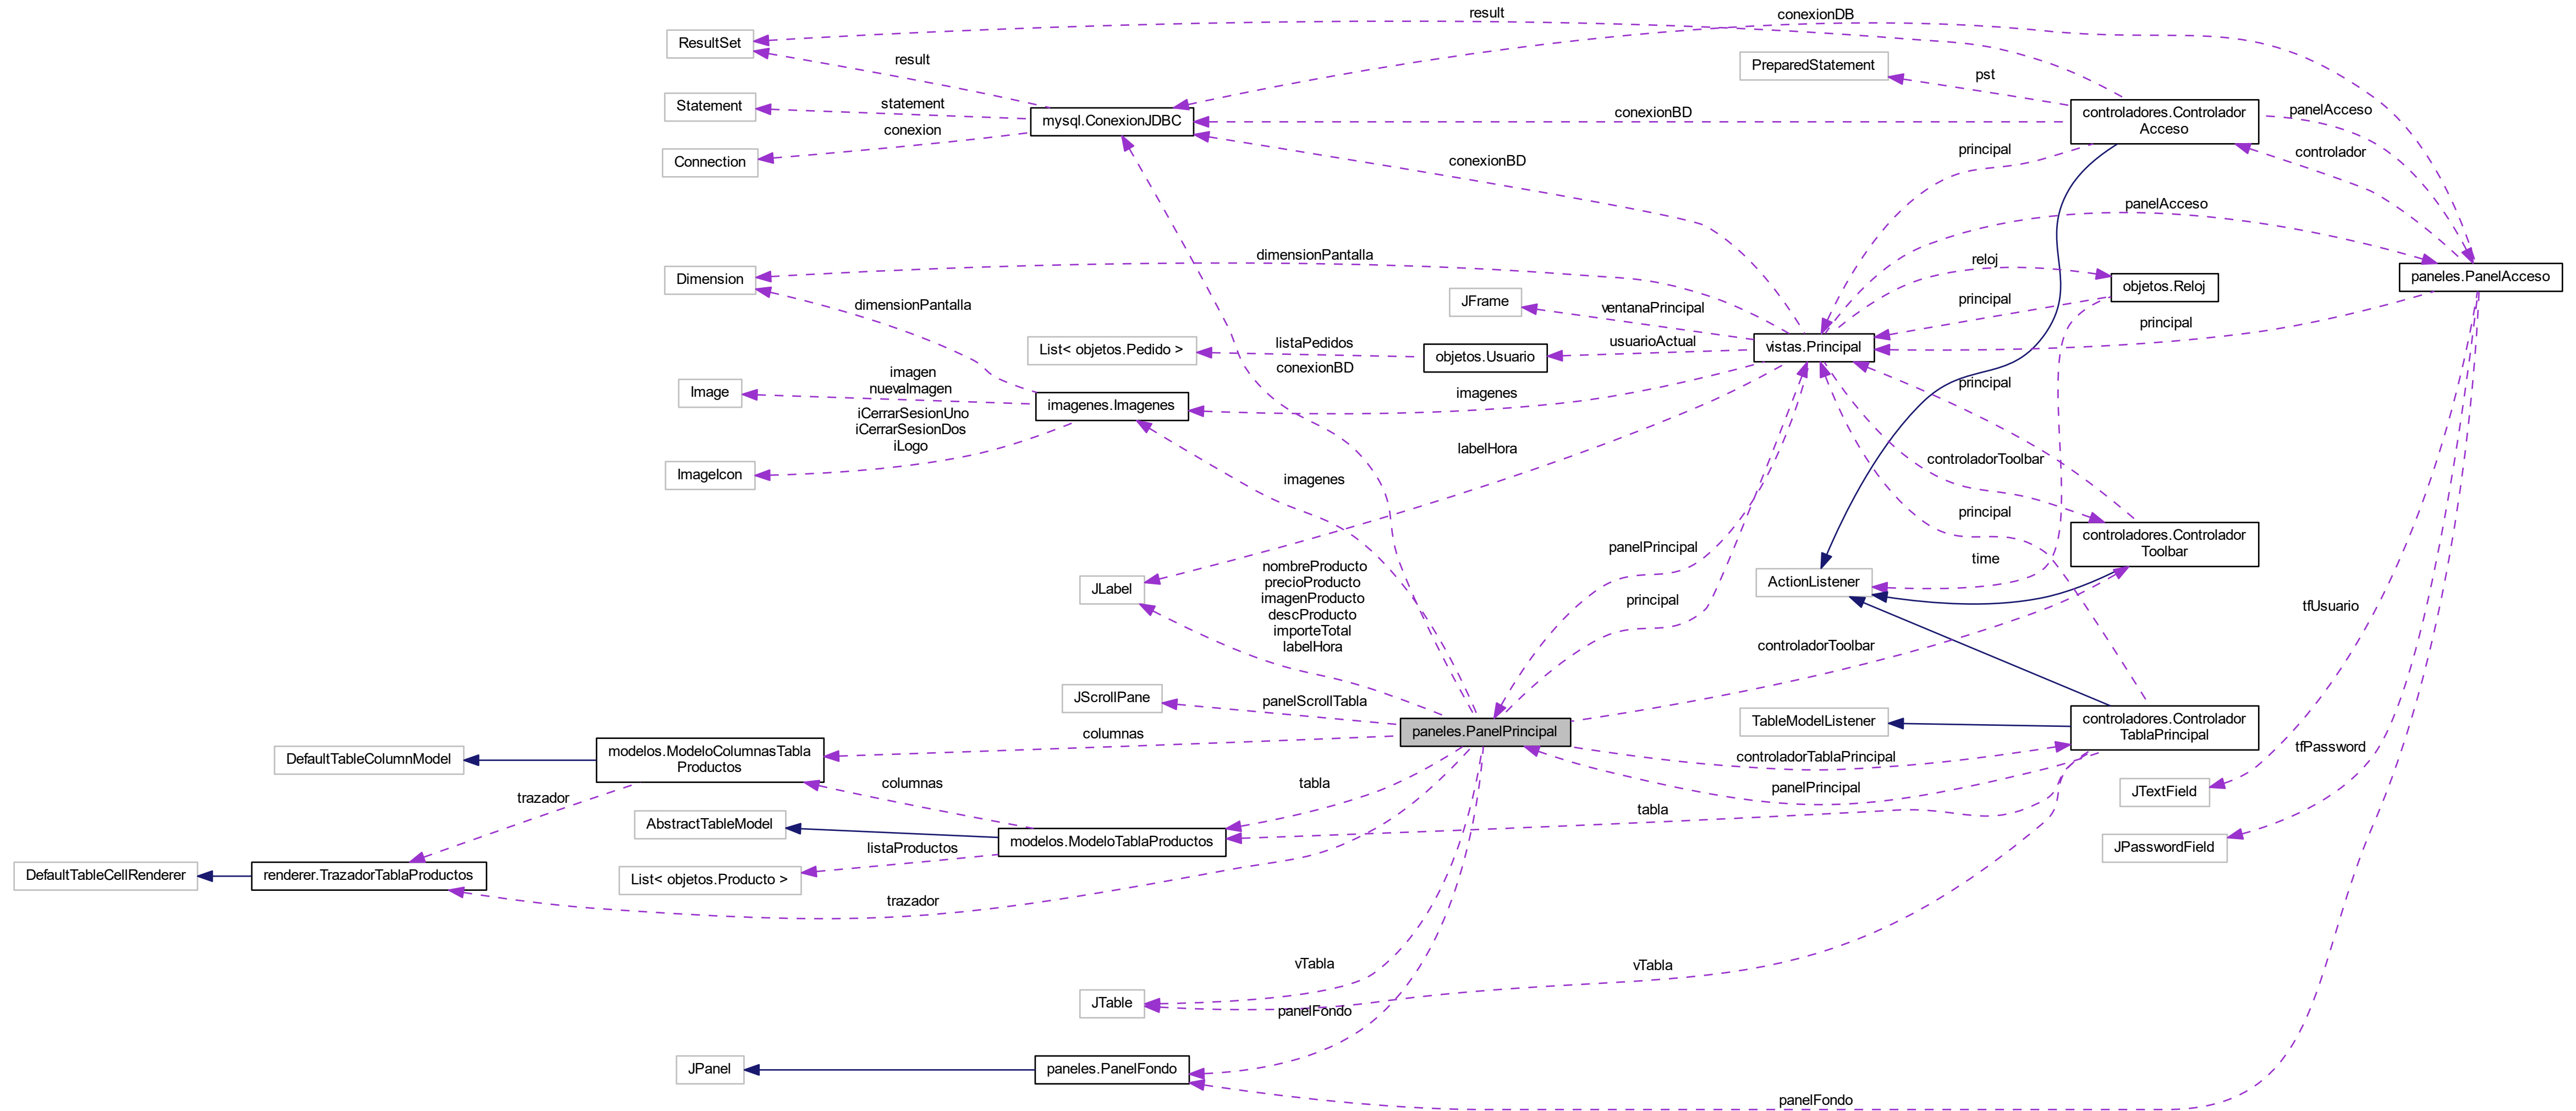 result
conexionDB
ResultSet
PreparedStatement
result
pst
Statement
statement
mysql.ConexionJDBC
conexionBD
controladores.Controlador
Acceso
panelAcceso
conexion
Connection
conexionBD
principal
controlador
panelAcceso
dimensionPantalla
reloj
Dimension
paneles.PanelAcceso
objetos.Reloj
dimensionPantalla
JFrame
ventanaPrincipal
principal
principal
List< objetos.Pedido >
listaPedidos
objetos.Usuario
usuarioActual
vistas.Principal
conexionBD
imagen
nuevaImagen
Image
imagenes.Imagenes
imagenes
principal
iCerrarSesionUno
iCerrarSesionDos
iLogo
labelHora
controladorToolbar
ImageIcon
imagenes
principal
controladores.Controlador
Toolbar
panelPrincipal
time
nombreProducto
precioProducto
imagenProducto
descProducto
importeTotal
labelHora
JLabel
ActionListener
principal
tfUsuario
controladorToolbar
JScrollPane
panelScrollTabla
paneles.PanelPrincipal
TableModelListener
controladores.Controlador
TablaPrincipal
columnas
DefaultTableColumnModel
modelos.ModeloColumnasTabla
Productos
controladorTablaPrincipal
tfPassword
trazador
columnas
tabla
panelPrincipal
JTextField
AbstractTableModel
tabla
modelos.ModeloTablaProductos
listaProductos
JPasswordField
DefaultTableCellRenderer
renderer.TrazadorTablaProductos
List< objetos.Producto >
trazador
vTabla
vTabla
JTable
panelFondo
JPanel
paneles.PanelFondo
panelFondo